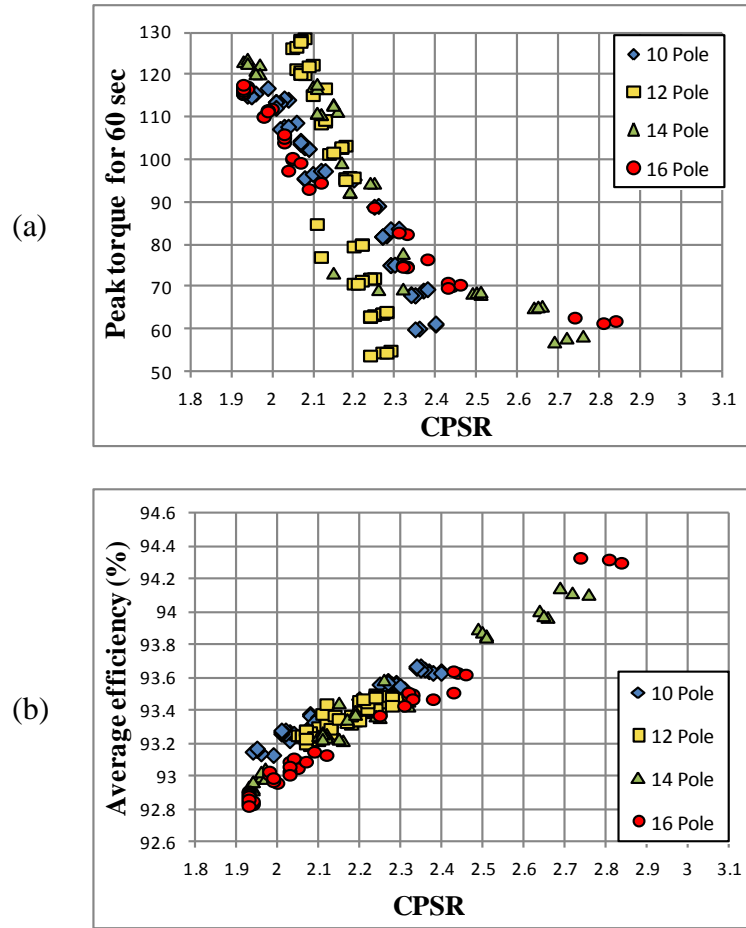 (a)
Peaktorque for 60 sec
130
120
110
100
90
80
70
60
50
1.8 1.9 2 2.1 2.2 2.3 2.4 2.5 2.6 2.7 2.8 2.9 3 3.1
CPSR
10 Pole
12 Pole
14 Pole
16 Pole
(b)
Average efficiency (%)
94.6
94.4
94.2
94
93.8
93.6
93.4
93.2
93
92.8
92.6
1.8 1.9 2 2.1 2.2 2.3 2.4 2.5 2.6 2.7 2.8 2.9 3 3.1
CPSR
10 Pole
12 Pole
14 Pole
16 Pole